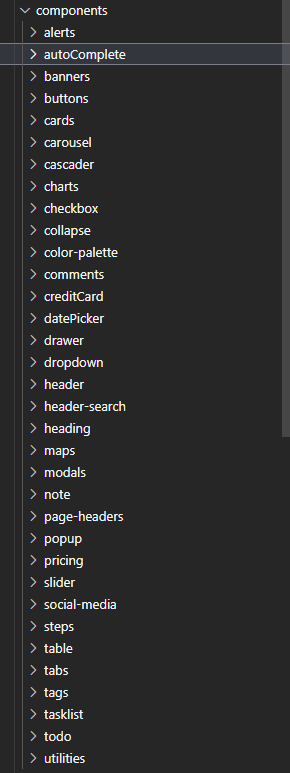 components
alerts
autoComplete
banners
buttons
cards
carousel
cascader
charts
checkbox
collapse
color-palette
comments
creditCard
datePicker
drawer
dropdown
header
header-search
heading
maps
modals
note
page-headers
popup
pricing
slider
social-media
steps
table
tabs
tags
tasklist
todo
utilities